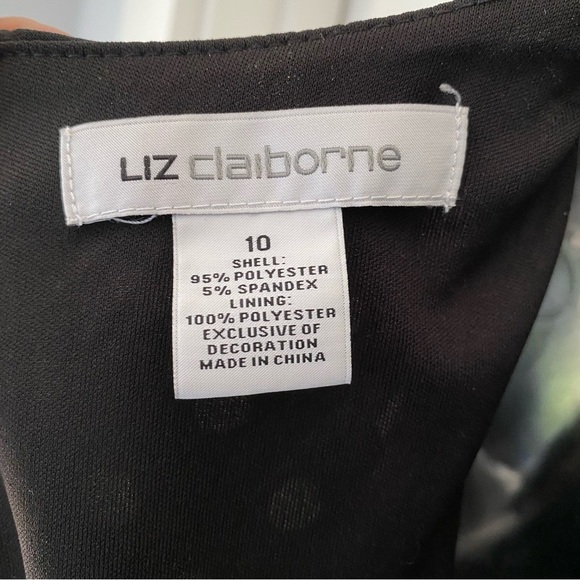 LIZ claiborne
10
SHELL:
95% POLYESTER
5% SPANDEX
LINING:
100% POLYESTER
EXCLUSIVE OF
DECORATION
MADE IN CHINA